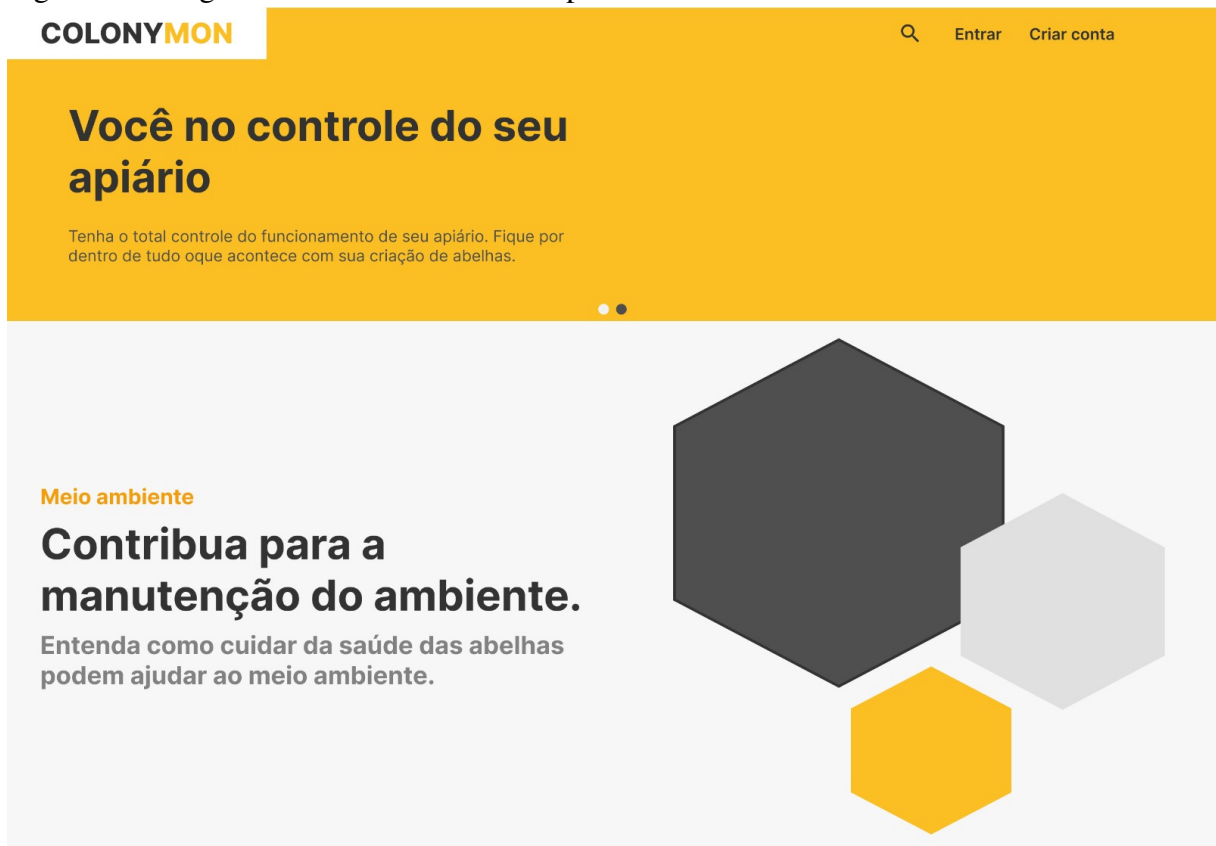 COLONYMON
Entrar
Criar conta
Você no controle do seu
apiário
Tenha o total controle do funcionamento de seu apiário. Fique por
dentro de tudo oque acontece com sua criação de abelhas.
Meio ambiente
Contribua para a
manutenção do ambiente.
Entenda como cuidar da saúde das abelhas
podem ajudar ao meio ambiente.